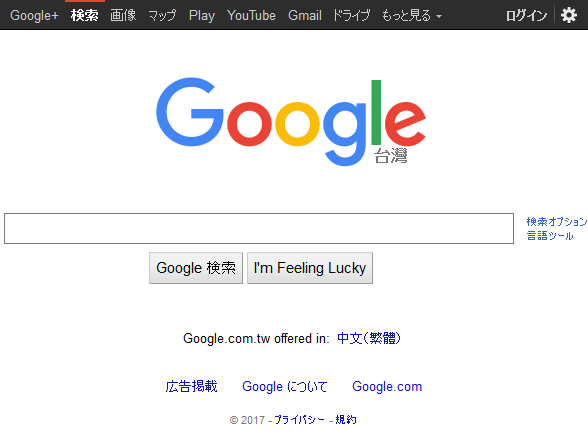 Google+ 検索 画像 マップ Play YouTube Gmail ドライブ もっと見る ログイン
Google
台灣
検索オプション
言語ツール
Google 検索 I'm Feeling Lucky
Google.com.tw offered in: 中文(繁體)
広告掲載 Google について Google.com
© 2017 - プライバシー - 規約